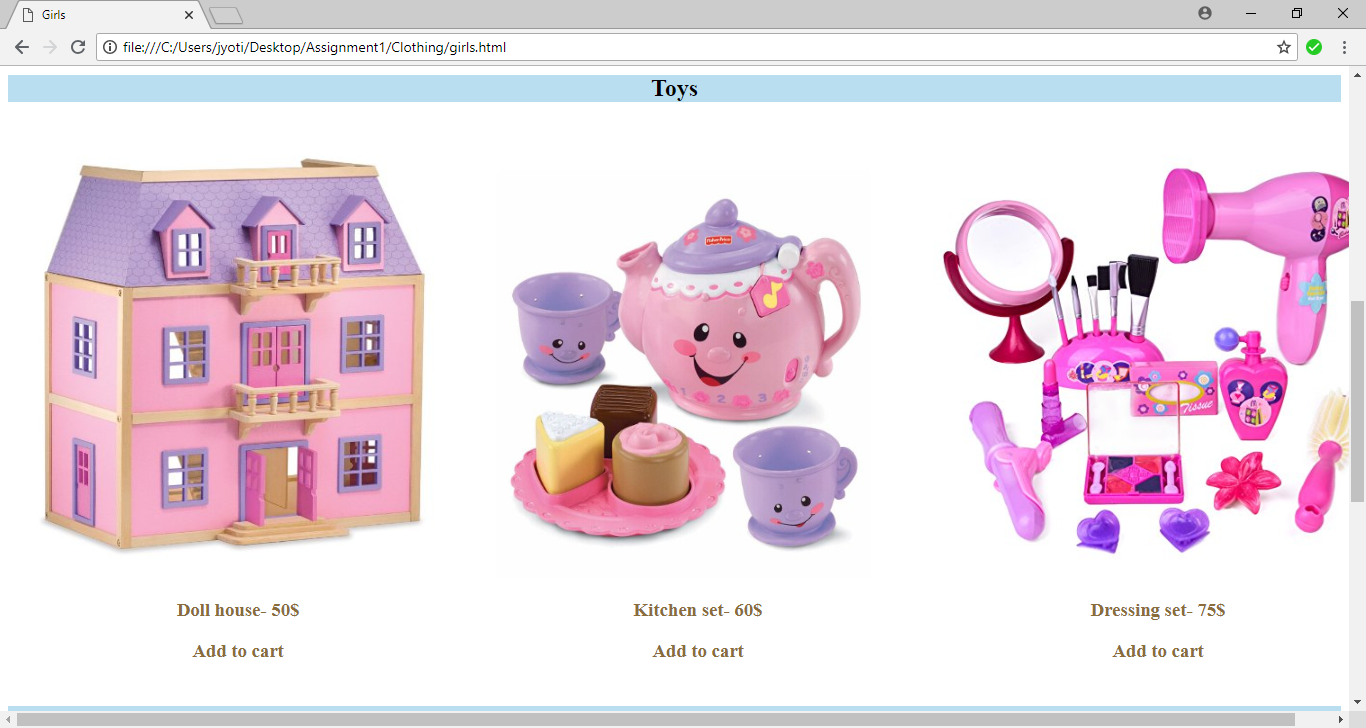 Girls
file:///C:/Users/jyoti/Desktop/Assignment1/Clothing/girls.html
Toys
Fisher-Price
1 2 3
Tissue
Doll house- 50$
Kitchen set- 60$
Dressing set- 75$
Add to cart
Add to cart
Add to cart